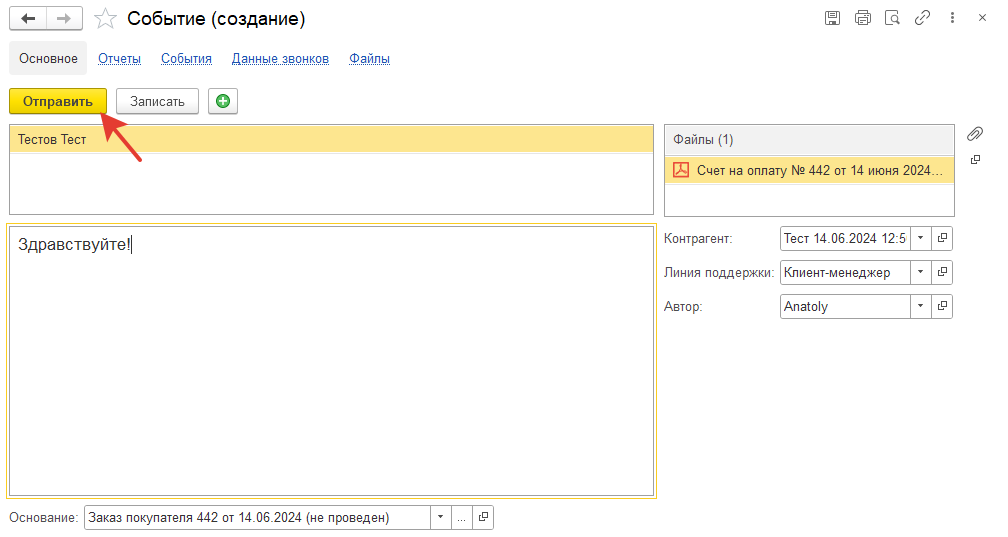 Событие (создание)
Основное Отчеты События Данные звонков Файлы
Отправить Записать
Тестов Тест
Файлы (1)
Счет на оплату № 442 от 14 июня 2024...
Здравствуйте!
Контрагент: Тест 14.06.2024 12:5
Линия поддержки: Клиент-менеджер
Автор: Anatoly
Основание: Заказ покупателя 442 от 14.06.2024 (не проведен) ...